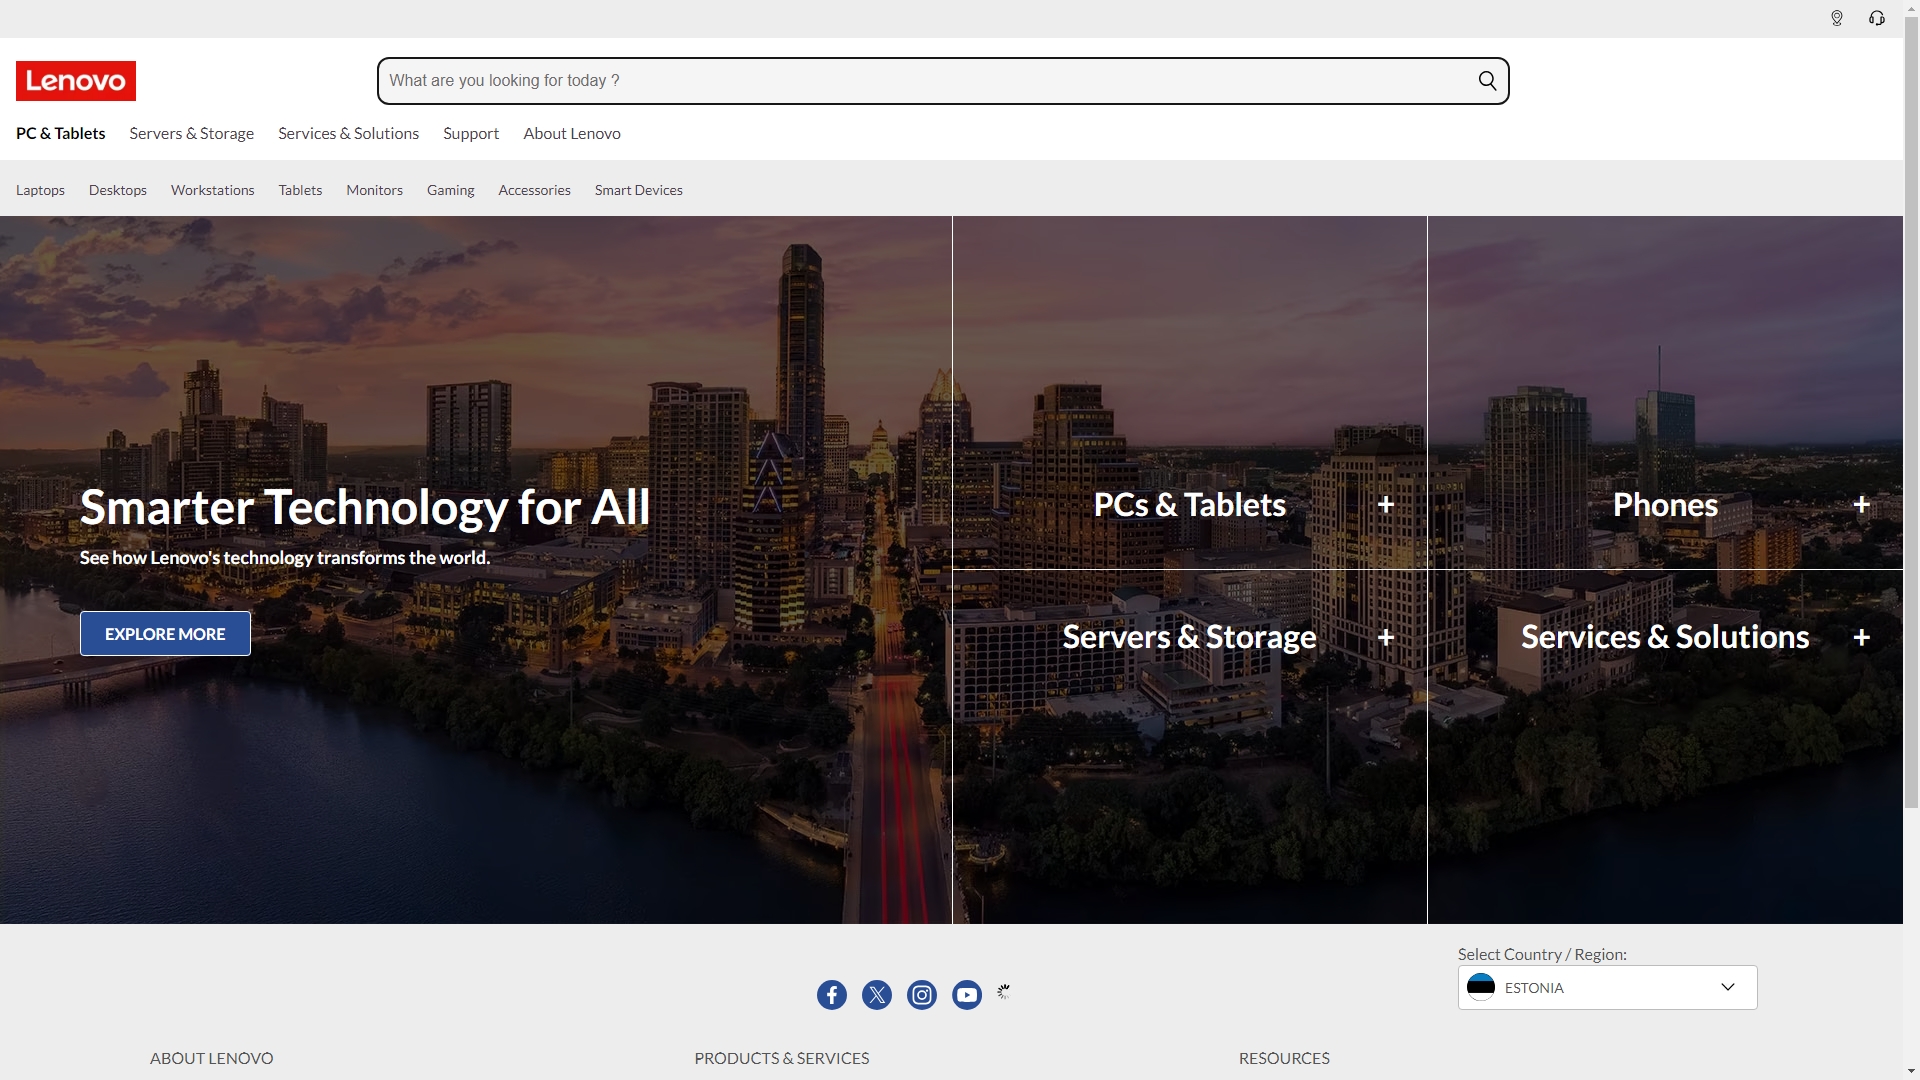 Lenovo
What are you looking for today ?
PC & Tablets
Servers & Storage
Services & Solutions
Support
About Lenovo
Laptops
Desktops
Workstations
Tablets
Monitors
Gaming
Accessories
Smart Devices
Smarter Technology for All
See how Lenovo's technology transforms the world.
EXPLORE MORE
PCs & Tablets +
Phones +
Servers & Storage +
Services & Solutions +
Select Country / Region:
ESTONIA
ABOUT LENOVO
PRODUCTS & SERVICES
RESOURCES